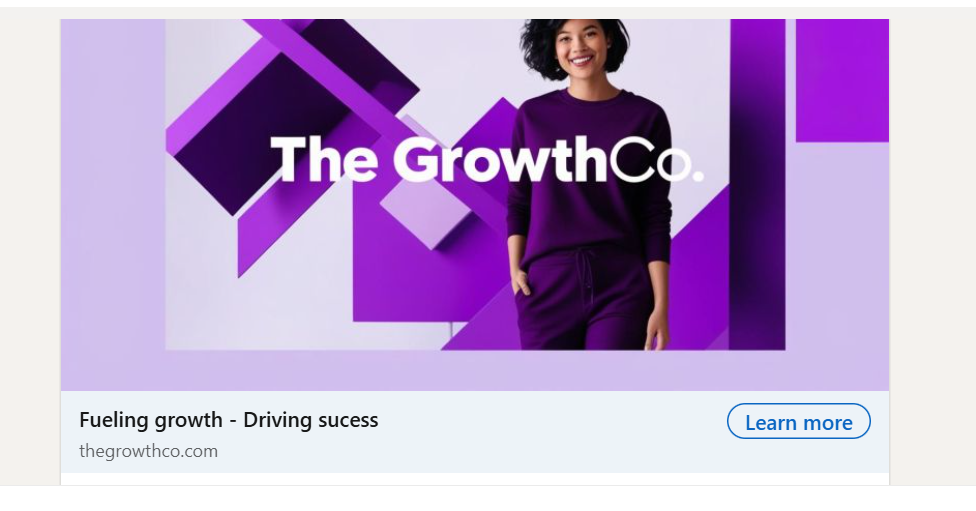 The GrowthCo.
Fueling growth - Driving sucess
Learn more
thegrowthco.com